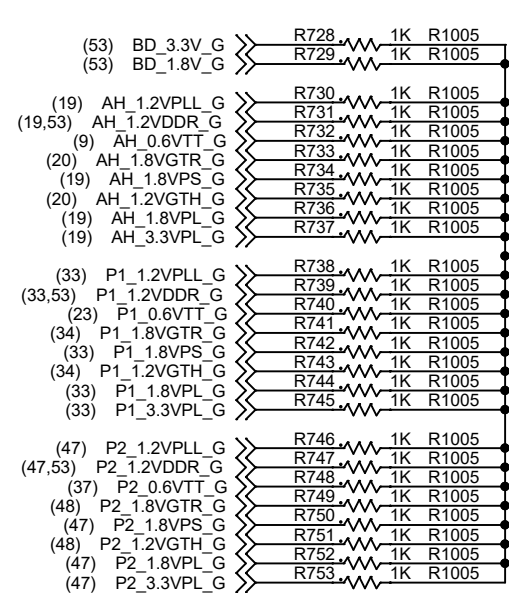 (53) BD_3.3V_G R728 1K R1005
(53) BD_1.8V_G R729 1K R1005
(19) AH_1.2VPLL_G R730 1K R1005
(19,53) AH_1.2VDDR_G R731 1K R1005
(9) AH_0.6VTT_G R732 1K R1005
(20) AH_1.8VGTR_G R733 1K R1005
(19) AH_1.8VPS_G R734 1K R1005
(20) AH_1.2VGTH_G R735 1K R1005
(19) AH_1.8VPL_G R736 1K R1005
(19) AH_3.3VPL_G R737 1K R1005
(33) P1_1.2VPLL_G R738 1K R1005
(33,53) P1_1.2VDDR_G R739 1K R1005
(23) P1_0.6VTT_G R740 1K R1005
(34) P1_1.8VGTR_G R741 1K R1005
(33) P1_1.8VPS_G R742 1K R1005
(34) P1_1.2VGTH_G R743 1K R1005
(33) P1_1.8VPL_G R744 1K R1005
(33) P1_3.3VPL_G R745 1K R1005
(47) P2_1.2VPLL_G R746 1K R1005
(47,53) P2_1.2VDDR_G R747 1K R1005
(37) P2_0.6VTT_G R748 1K R1005
(48) P2_1.8VGTR_G R749 1K R1005
(47) P2_1.8VPS_G R750 1K R1005
(48) P2_1.2VGTH_G R751 1K R1005
(47) P2_1.8VPL_G R752 1K R1005
(47) P2_3.3VPL_G R753 1K R1005